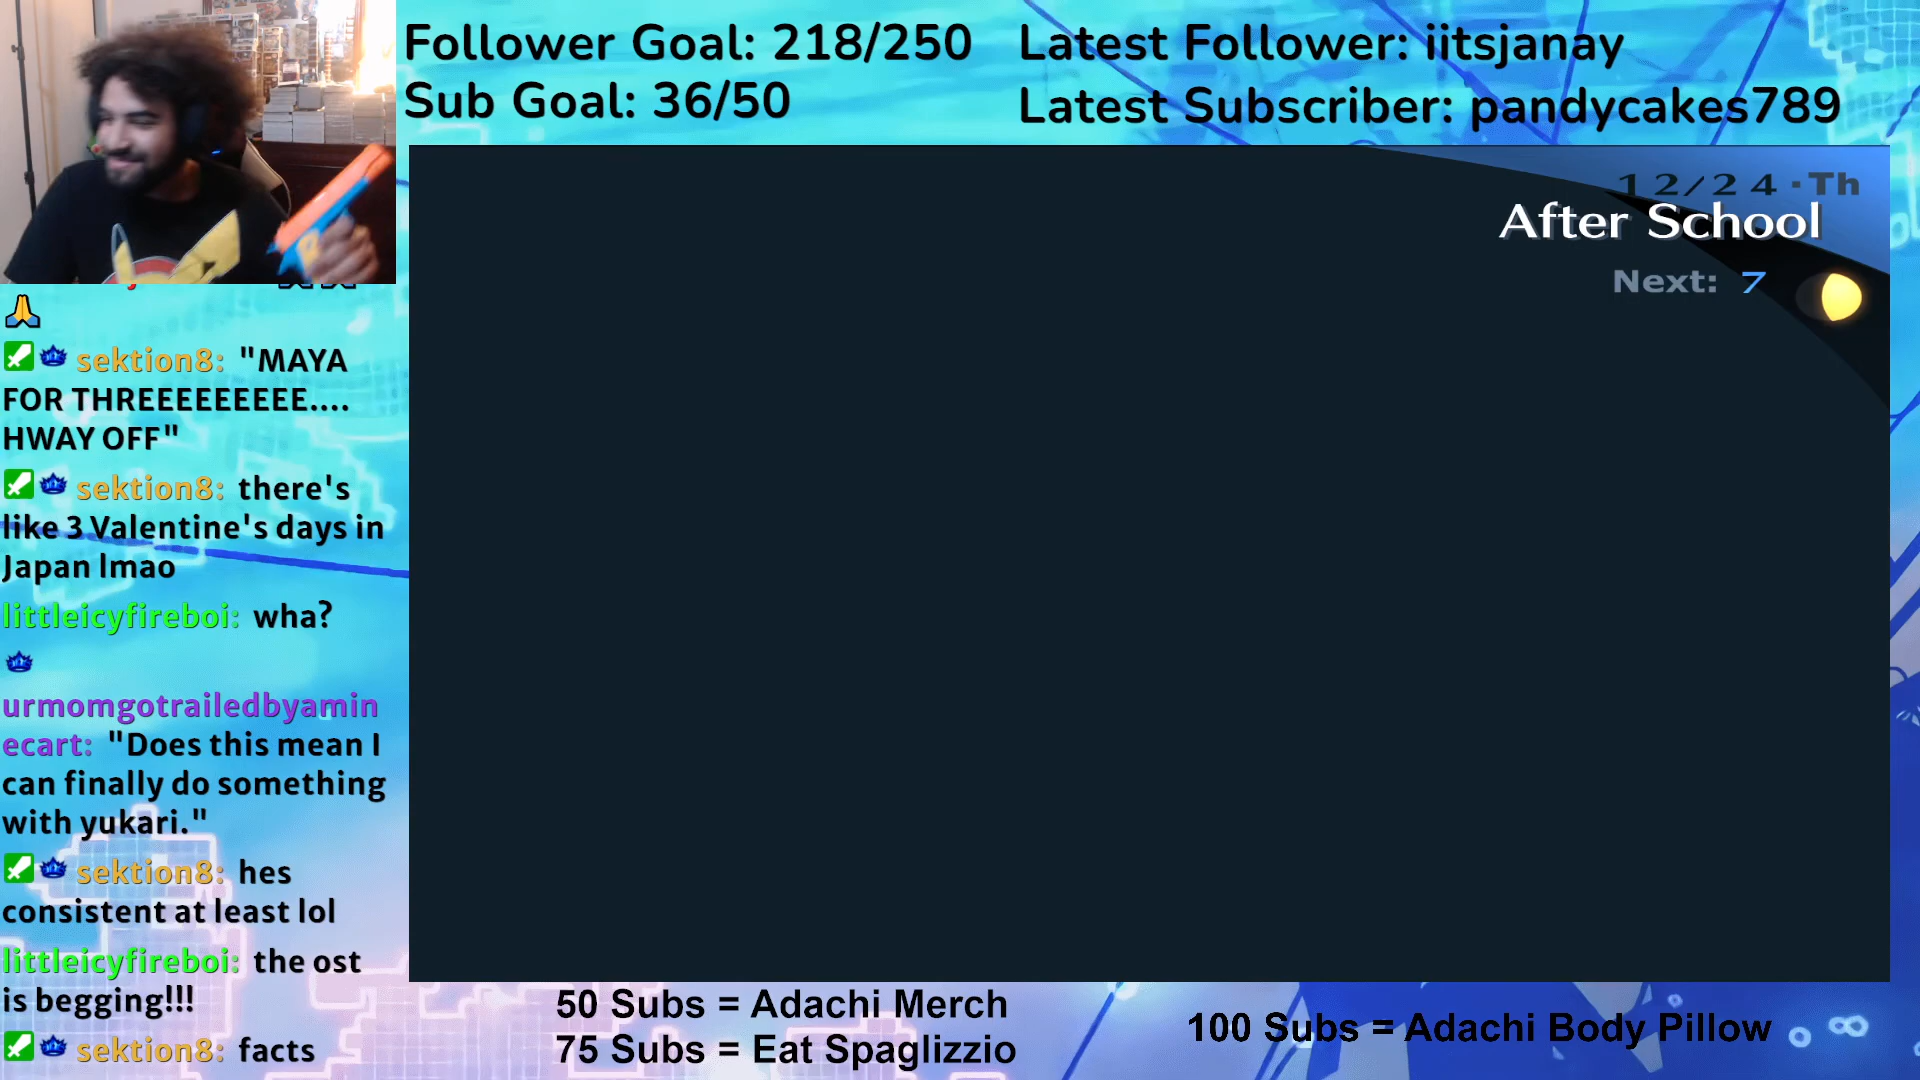 Follower Goal: 218/250
Sub Goal: 36/50
Latest Follower: iitsjanay
Latest Subscriber: pandycakes789
12/24·Th
After School
Next: 7
sektion8: "MAYA
FOR THREEEEEEEEE....
HWAY OFF"
sektion8: there's
like 3 Valentine's days in
Japan lmao
littleicyfireboi: wha?
urmomgotrailedbyamin
ecart: "Does this mean I
can finally do something
with yukari."
sektion8: hes
consistent at least lol
littleicyfireboi: the ost
is begging!!!
sektion8: facts
50 Subs = Adachi Merch
75 Subs = Eat Spaglizzio
100 Subs = Adachi Body Pillow